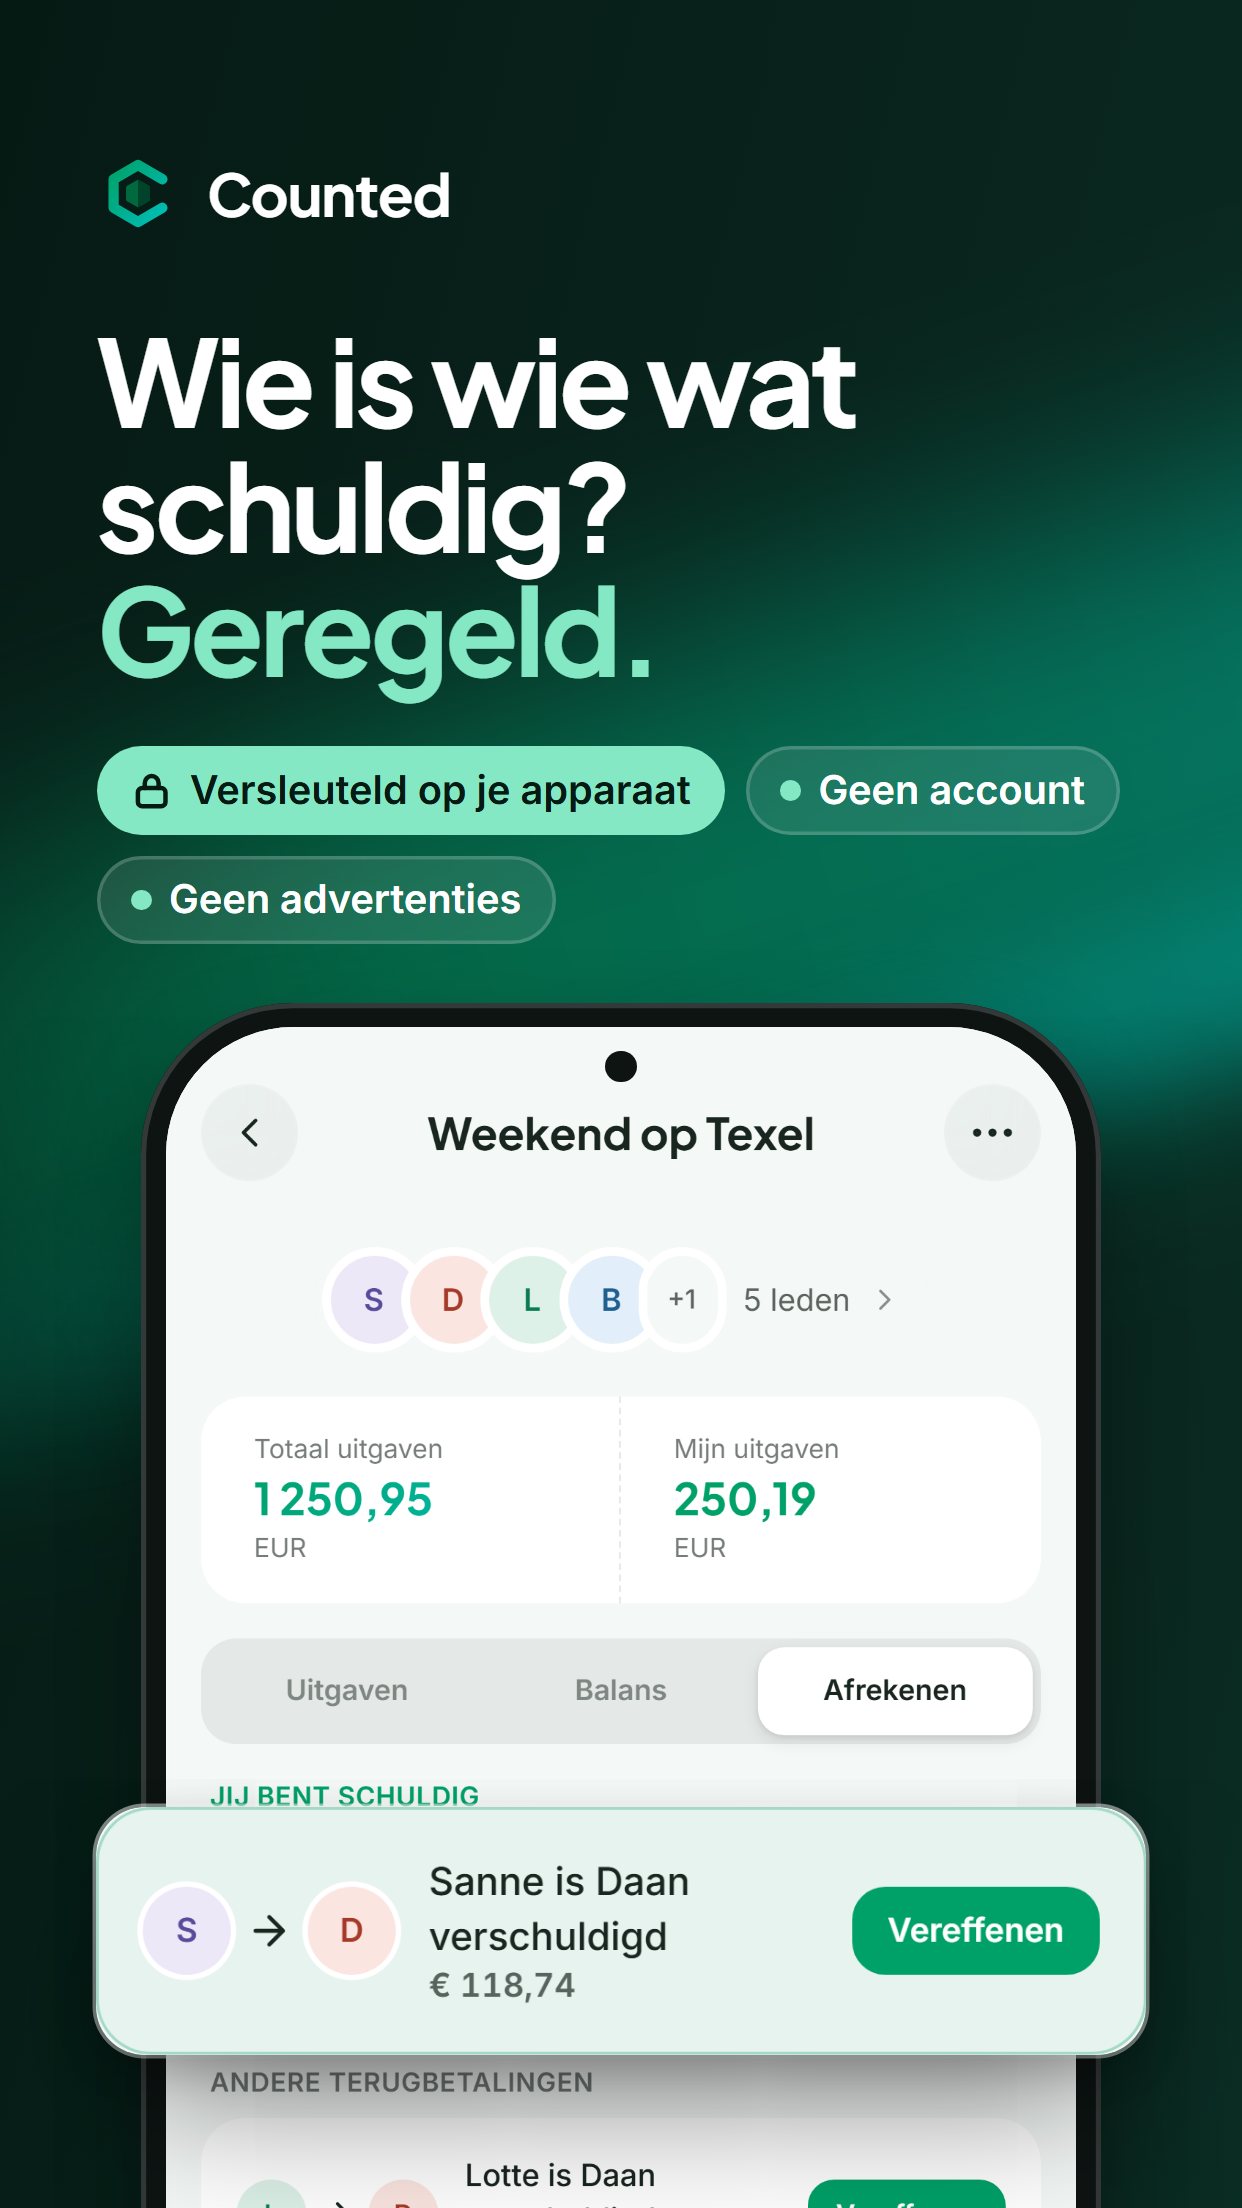 Counted
Wie is wie wat
schuldig?
Geregeld.
Versleuteld op je apparaat
Geen account
Geen advertenties
Weekend op Texel
S D L B +1 5 leden
Totaal uitgaven
1 250,95
EUR
Mijn uitgaven
250,19
EUR
Uitgaven Balans Afrekenen
JIJ BENT SCHULDIG
S → D
Sanne is Daan
verschuldigd
€ 118,74
Vereffenen
ANDERE TERUGBETALINGEN
Lotte is Daan